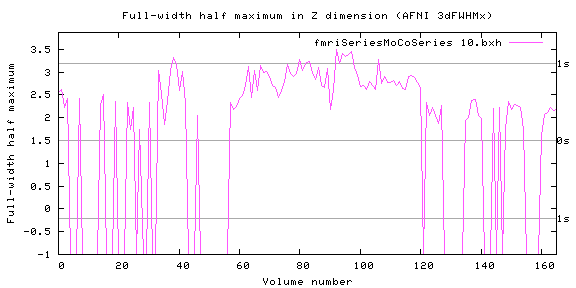 Full-width half maximum in Z dimension (AFNI 3dFWHMx)
fmriSeriesMoCoSeries 10.bxh
Full-width half maximum
3.5
3
2.5
2
1.5
1
0.5
0
-0.5
-1
1s
0s
1s
0 20 40 60 80 100 120 140 160
Volume number